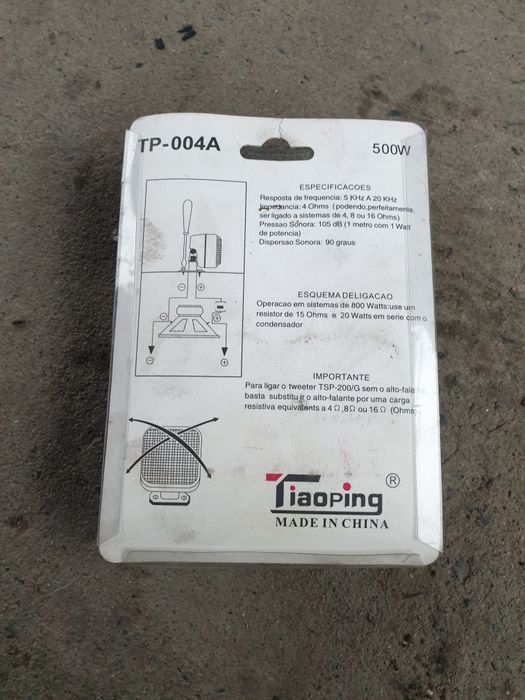 TP-004A
500W
ESPECIFICACOES
Resposta de frequencia: 5 KHz A 20 KHz
Impedancia: 4 Ohms (podendo,perfeitamente,
ser ligado a sistemas de 4, 8 ou 16 Ohms)
Pressao Sonora: 105 dB (1 metro com 1 Watt
de potencia)
Dispersao Sonora: 90 graus
ESQUEMA DELIGACAO
Operacao em sistemas de 800 Watts:use um
resistor de 15 Ohms e 20 Watts em serie com o
condensador
IMPORTANTE
Para ligar o tweeter TSP-200/G sem o alto-falante
basta substitu ir o alto-falante por uma carga
resistiva equivalents a 4 Ω ,8Ω ou 16 Ω (Ohms)
Tiaoping ®
MADE IN CHINA